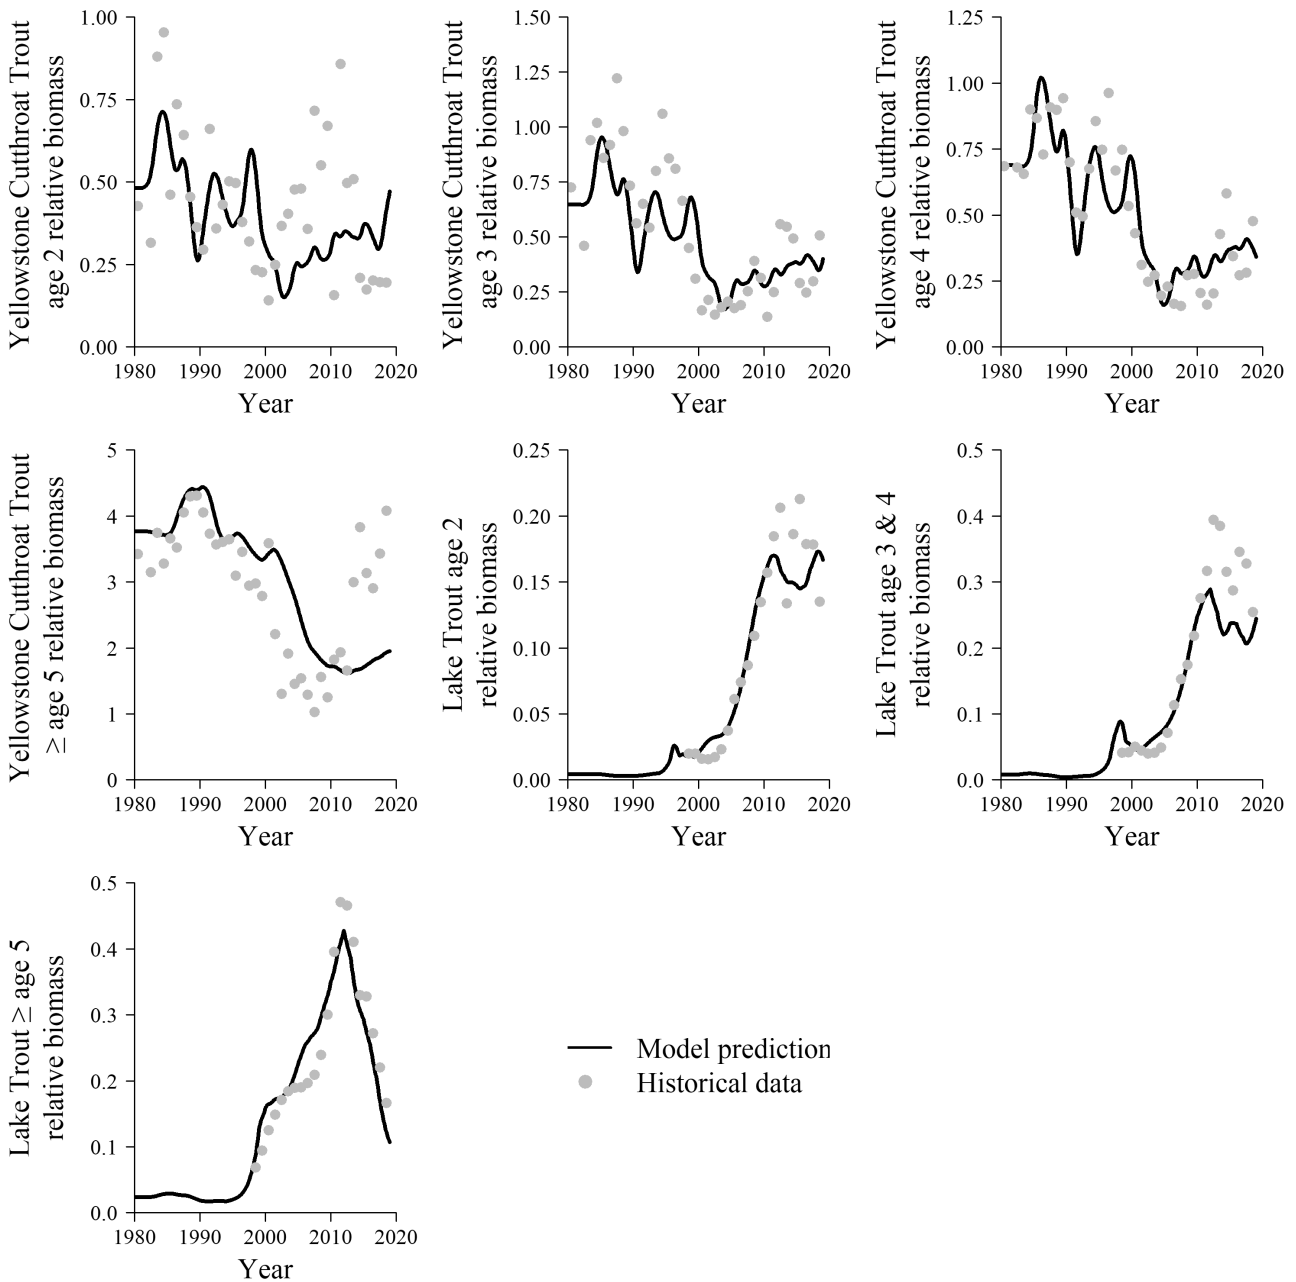 Yellowstone Cutthroat Trout
age 2 relative biomass
1.00
0.75
0.50
0.25
0.00
1980 1990 2000 2010 2020
Year
Yellowstone Cutthroat Trout
age 3 relative biomass
1.50
1.25
1.00
0.75
0.50
0.25
0.00
1980 1990 2000 2010 2020
Year
Yellowstone Cutthroat Trout
age 4 relative biomass
1.25
1.00
0.75
0.50
0.25
0.00
1980 1990 2000 2010 2020
Year
Yellowstone Cutthroat Trout
≥ age 5 relative biomass
5
4
3
2
1
0
1980 1990 2000 2010 2020
Year
Lake Trout age 2
relative biomass
0.25
0.20
0.15
0.10
0.05
0.00
1980 1990 2000 2010 2020
Year
Lake Trout age 3 & 4
relative biomass
0.5
0.4
0.3
0.2
0.1
0.0
1980 1990 2000 2010 2020
Year
Lake Trout ≥ age 5
relative biomass
0.5
0.4
0.3
0.2
0.1
0.0
1980 1990 2000 2010 2020
Year
Model prediction
Historical data